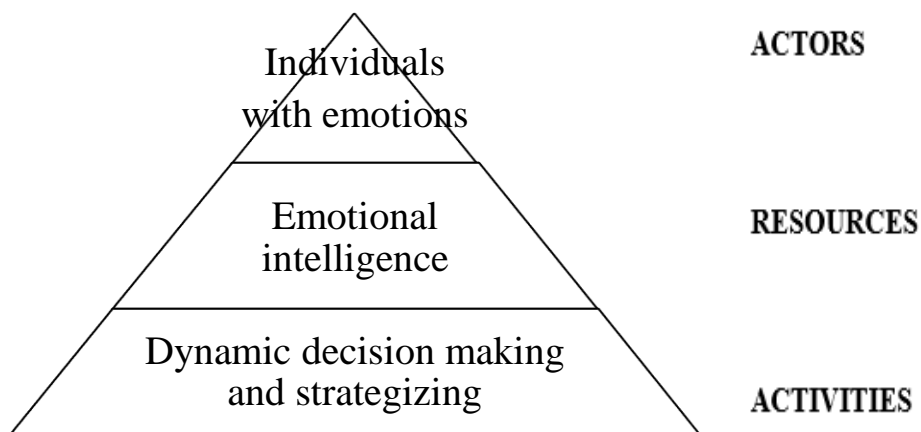 Individuals
with emotions
ACTORS
Emotional
intelligence
RESOURCES
Dynamic decision making
and strategizing
ACTIVITIES